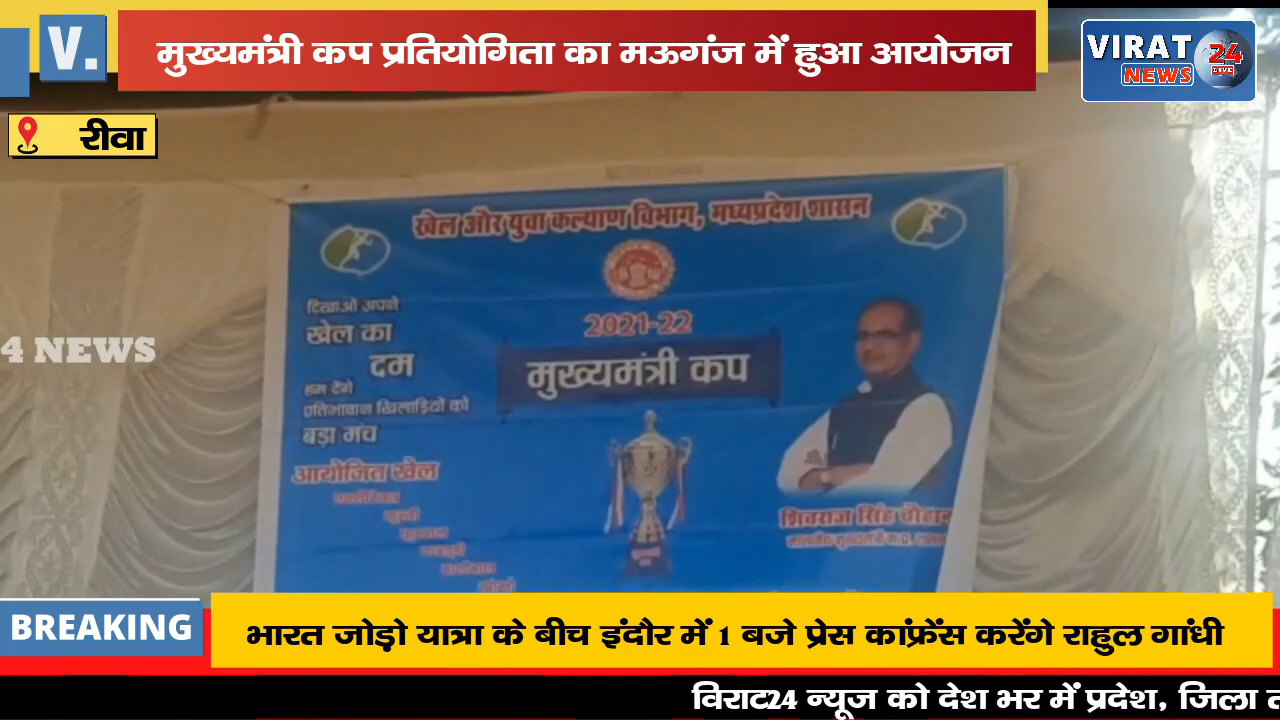 V.
मुख्यमंत्री कप प्रतियोगिता का मऊगंज में हुआ आयोजन
VIRAT
NEWS
24
LIVE
रीवा
खेल और युवा कल्याण विभाग, मध्यप्रदेश शासन
2021-22
मुख्यमंत्री कप
दिखाओ अपने
खेल का
दम
हम देंगे
प्रतिभावान खिलाड़ियों को
बड़ा मंच
आयोजित खेल
शिवराज सिंह चौहान
4 NEWS
BREAKING
भारत जोड़ो यात्रा के बीच इंदौर में 1 बजे प्रेस कांफ्रेंस करेंगे राहुल गांधी
विराट24 न्यूज को देश भर में प्रदेश, जिला